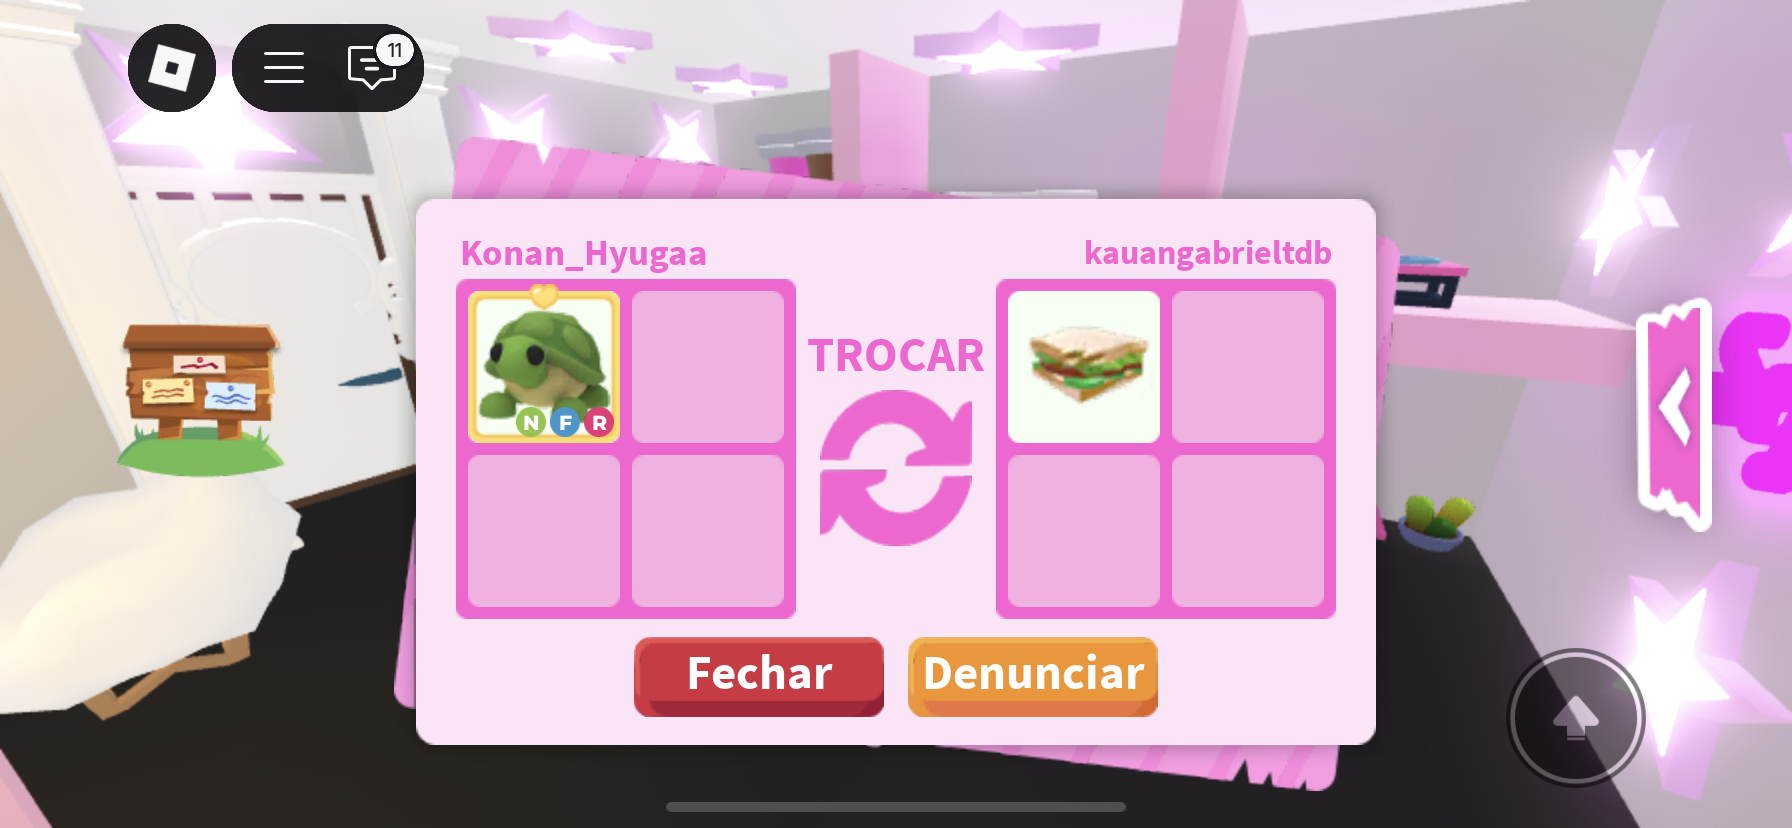 11
Konan_Hyugaa
kauangabrieltdb
TROCAR
N F R
Fechar
Denunciar